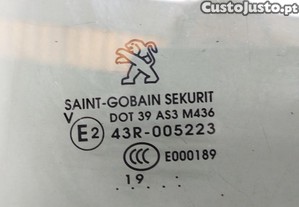 Custojusto.pt
SAINT-GOBAIN SEKURIT
V DOT 39 AS3 M436
E2 43R-005223
CCC E000189
19 .. ....